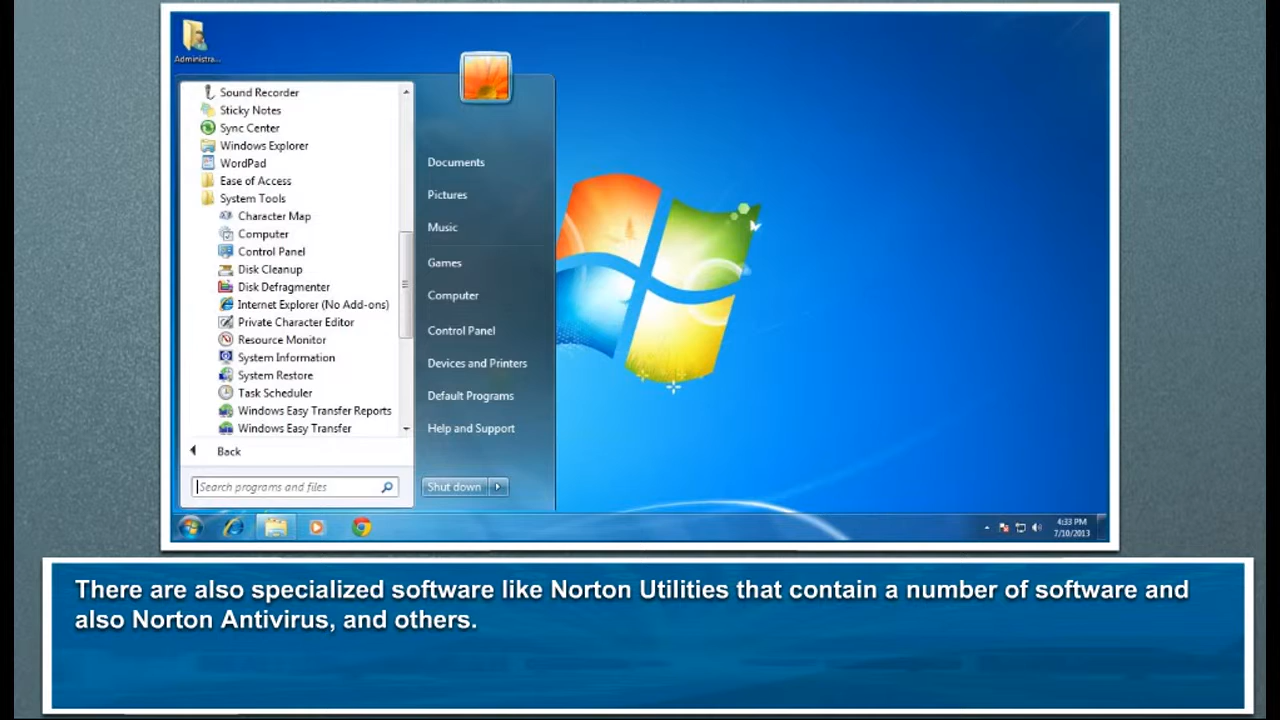 Administra...
Sound Recorder
Sticky Notes
Sync Center
Windows Explorer
WordPad
Ease of Access
System Tools
Character Map
Computer
Control Panel
Disk Cleanup
Disk Defragmenter
Internet Explorer (No Add-ons)
Private Character Editor
Resource Monitor
System Information
System Restore
Task Scheduler
Windows Easy Transfer Reports
Windows Easy Transfer
Back
Search programs and files
Documents
Pictures
Music
Games
Computer
Control Panel
Devices and Printers
Default Programs
Help and Support
Shut down
4:33 PM
7/10/2013
There are also specialized software like Norton Utilities that contain a number of software and
also Norton Antivirus, and others.